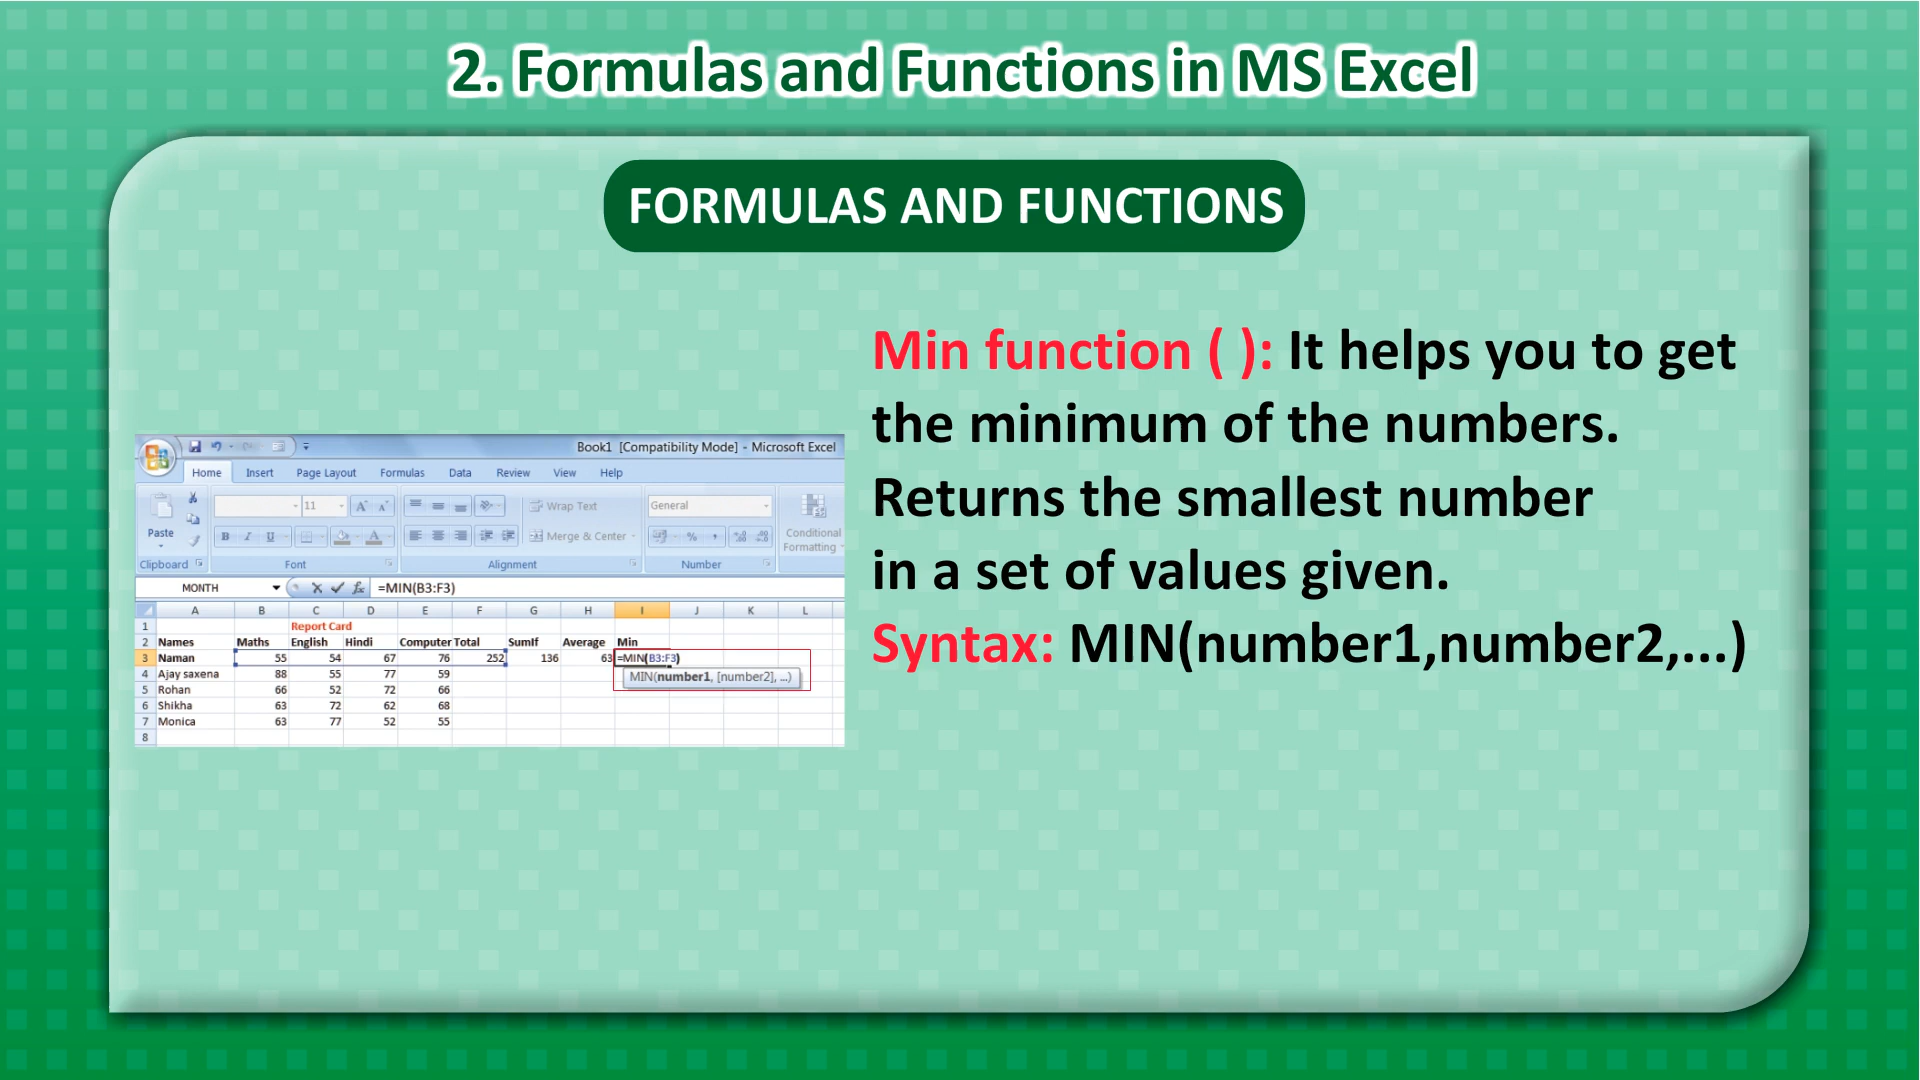 2. Formulas and Functions in MS Excel
FORMULAS AND FUNCTIONS
Min function ( ): It helps you to get
the minimum of the numbers.
Returns the smallest number
in a set of values given.
Syntax: MIN(number1,number2,...)
Book1 [Compatibility Mode] - Microsoft Excel
Home Insert Page Layout Formulas Data Review View Help
11 A A Wrap Text General
Paste B I U A Merge & Center % , Conditional
Formatting
Clipboard Font Alignment Number
MONTH fx =MIN(B3:F3)
A B C D E F G H I J K L
1 Report Card
2 Names Maths English Hindi Computer Total SumIf Average Min
3 Naman 55 54 67 76 252 136 63 =MIN(B3:F3)
4 Ajay saxena 88 55 77 59 MIN(number1, [number2], ...)
5 Rohan 66 52 72 66
6 Shikha 63 72 62 68
7 Monica 63 77 52 55
8